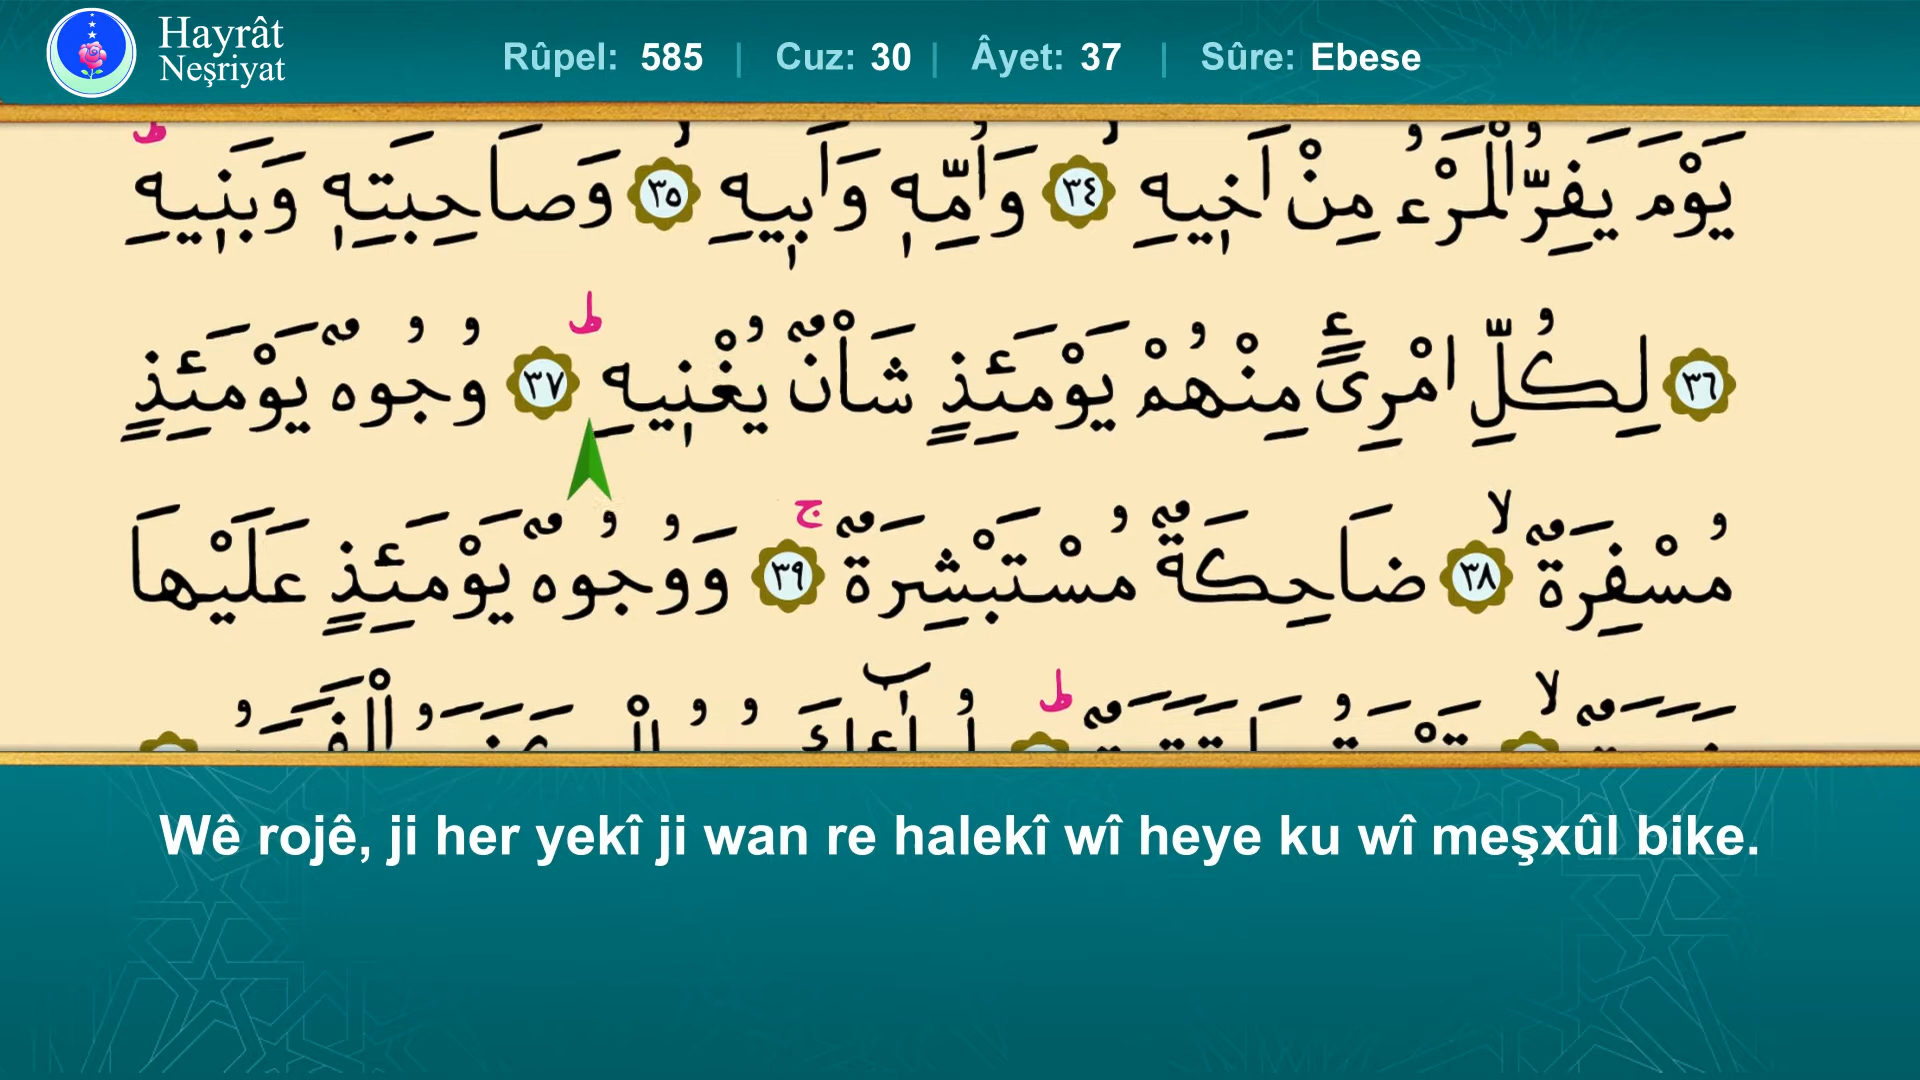 Hayrât
Neşriyat
Rûpel: 585 | Cuz: 30 | Âyet: 37 | Sûre: Ebese
يَوْمَ يَفِرُّ الْمَرْءُ مِنْ اَخ۪يهِ ٣٤ وَاُمِّه۪ وَاَب۪يهِ ٣٥ وَصَاحِبَتِه۪ وَبَن۪يهِ ط
٣٦ لِكُلِّ امْرِئٍ مِنْهُمْ يَوْمَئِذٍ شَاْنٌ يُغْن۪يهِ ط ٣٧ وُجُوهٌ يَوْمَئِذٍ
مُسْفِرَةٌ لا ٣٨ ضَاحِكَةٌ مُسْتَبْشِرَةٌ ج ٣٩ وَوُجُوهٌ يَوْمَئِذٍ عَلَيْهَا
Wê rojê, ji her yekî ji wan re halekî wî heye ku wî meşxûl bike.